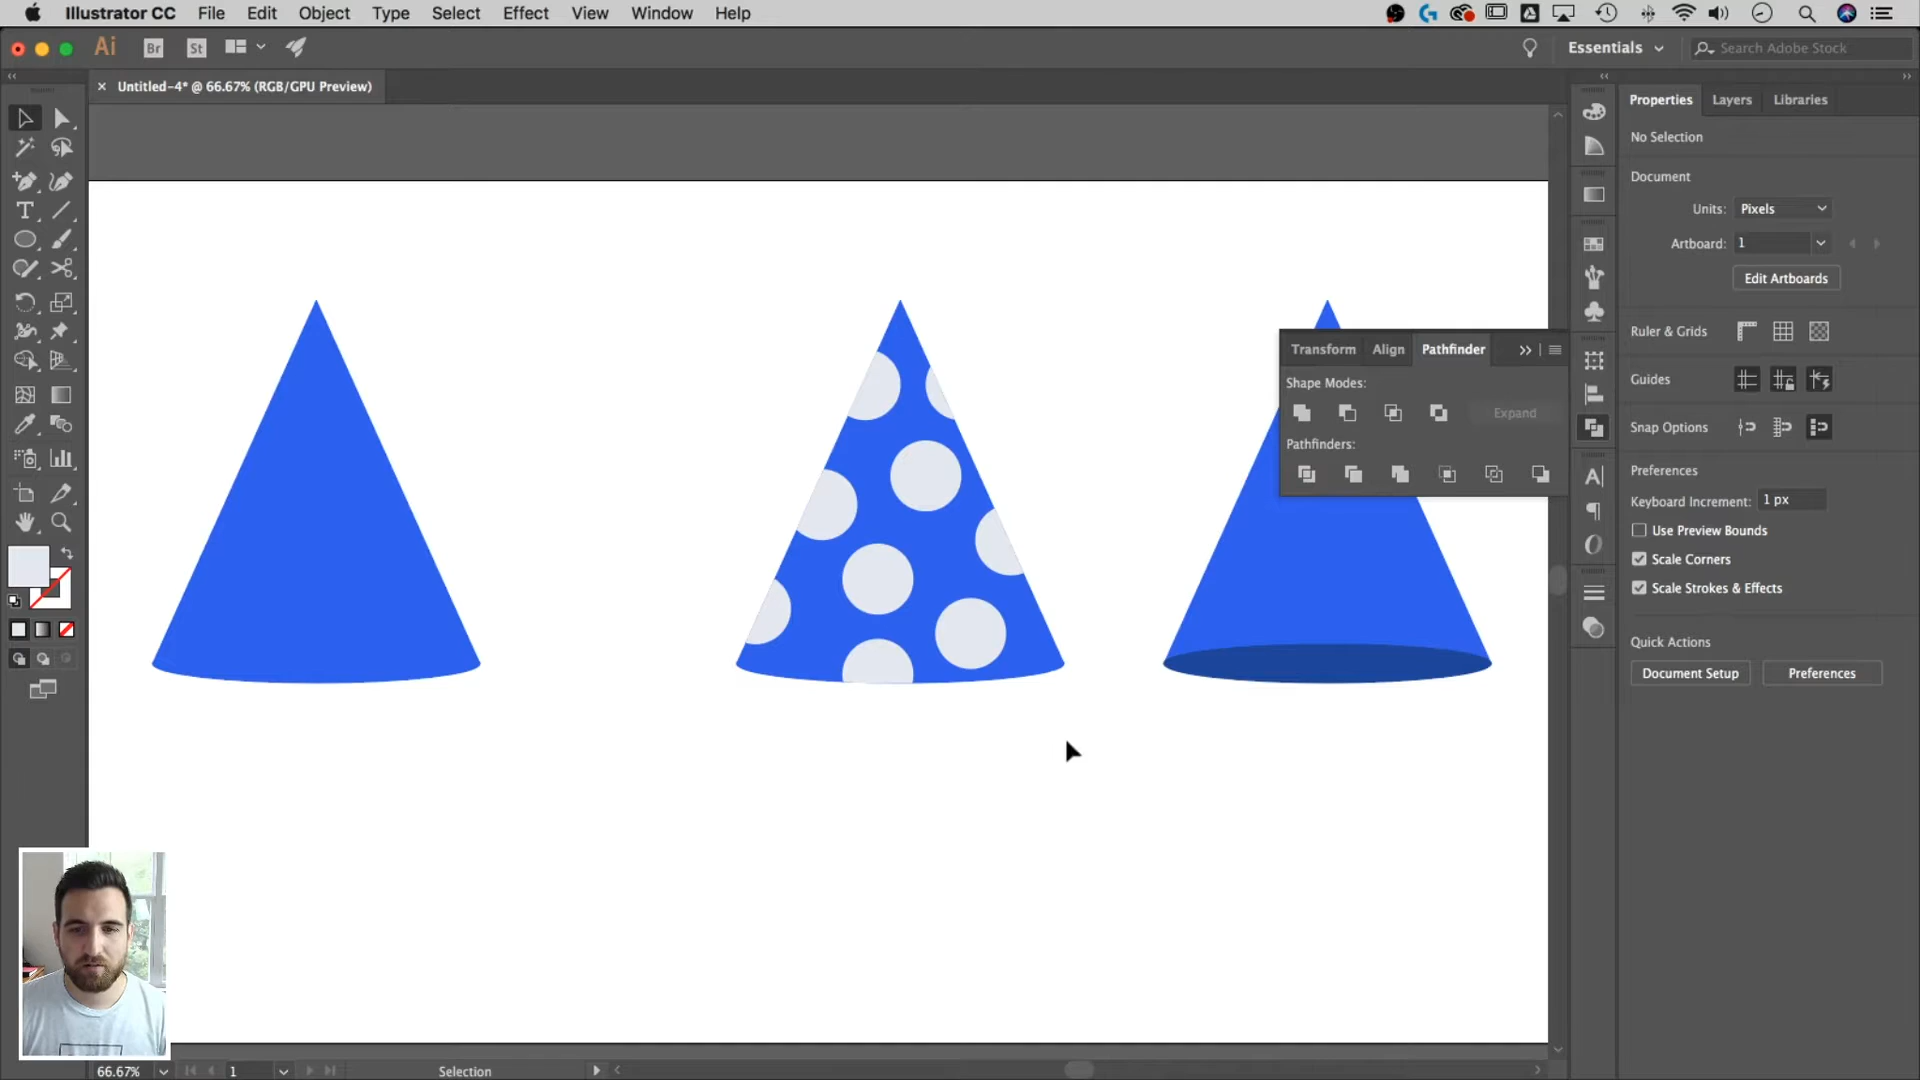 Illustrator CC File Edit Object Type Select Effect View Window Help
Ai Br St Essentials Search Adobe Stock
× Untitled-4* @ 66.67% (RGB/GPU Preview)
Properties Layers Libraries
No Selection
Document
Units: Pixels
Artboard: 1
Edit Artboards
Ruler & Grids
Transform Align Pathfinder
Shape Modes:
Expand
Pathfinders:
Guides
Snap Options
Preferences
Keyboard Increment: 1 px
Use Preview Bounds
Scale Corners
Scale Strokes & Effects
Quick Actions
Document Setup Preferences
66.67% 1 Selection